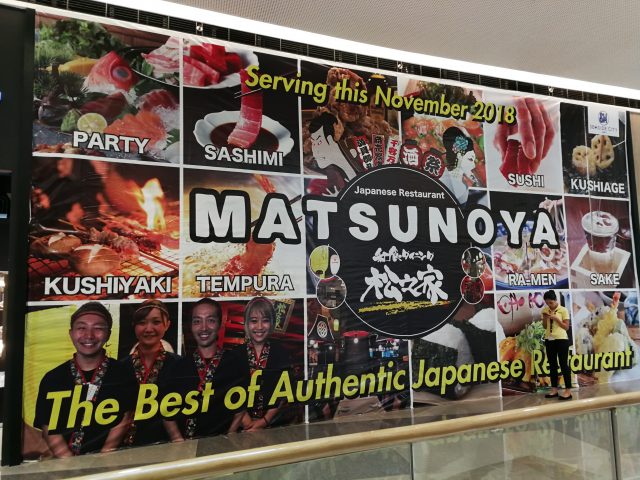 Serving this November 2018
PARTY
SASHIMI
SUSHI
KUSHIAGE
Japanese Restaurant
MATSUNOYA
松之家
KUSHIYAKI
TEMPURA
RA-MEN
SAKE
The Best of Authentic Japanese Restaurant